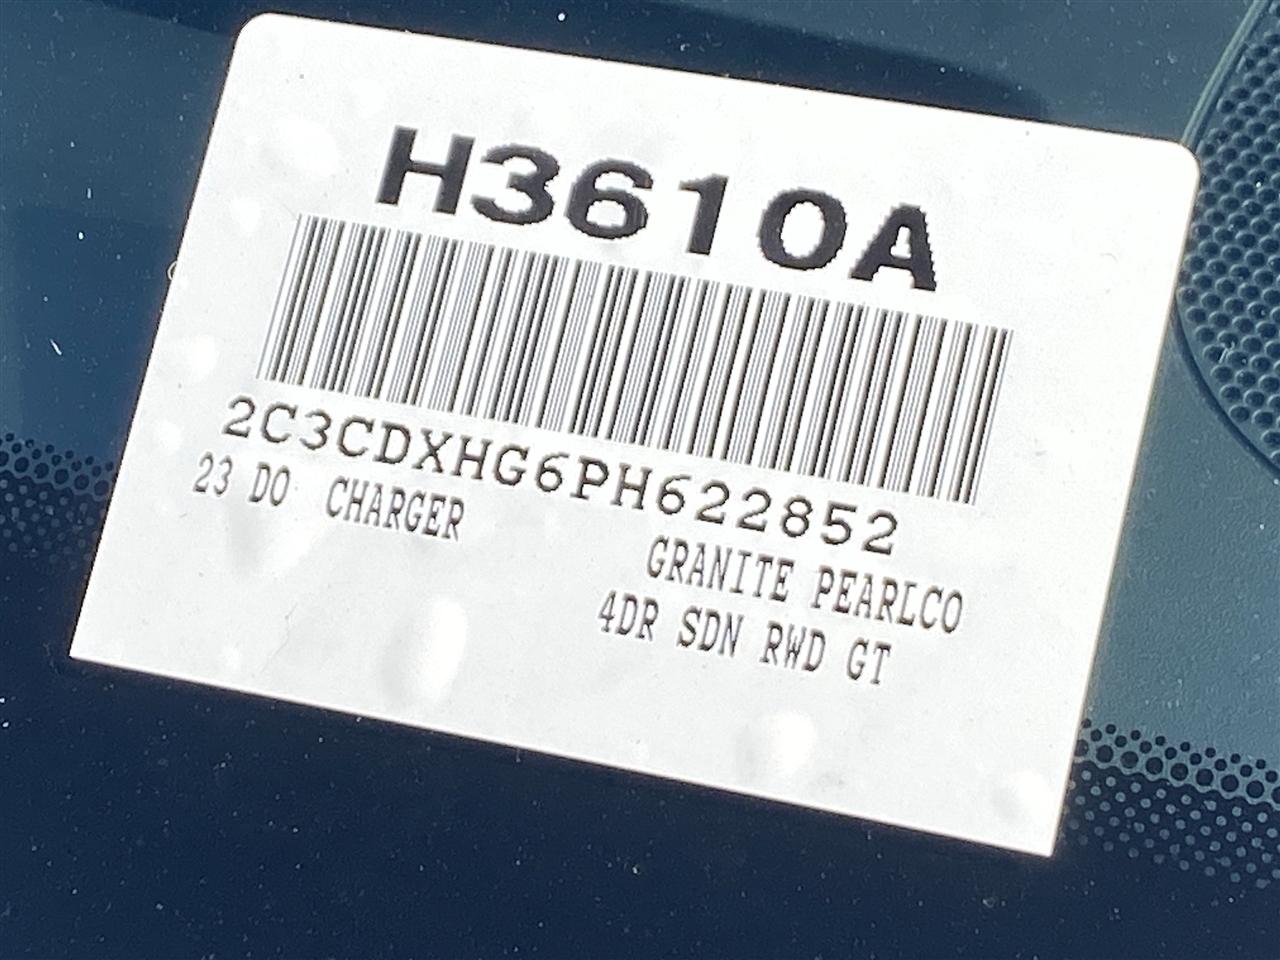 H3610A
2C3CDXHG6PH622852
23 DO CHARGER
GRANITE PEARLCO
4DR SDN RWD GT